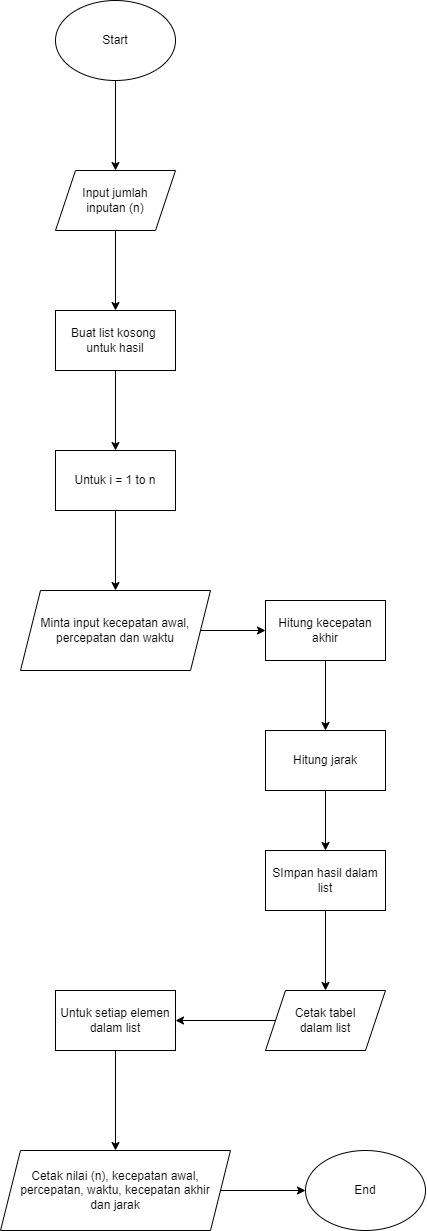 Start
Input jumlah
inputan (n)
Buat list kosong
untuk hasil
Untuk i = 1 to n
Minta input kecepatan awal,
percepatan dan waktu
Hitung kecepatan
akhir
Hitung jarak
SImpan hasil dalam
list
Cetak tabel
dalam list
Untuk setiap elemen
dalam list
Cetak nilai (n), kecepatan awal,
percepatan, waktu, kecepatan akhir
dan jarak
End